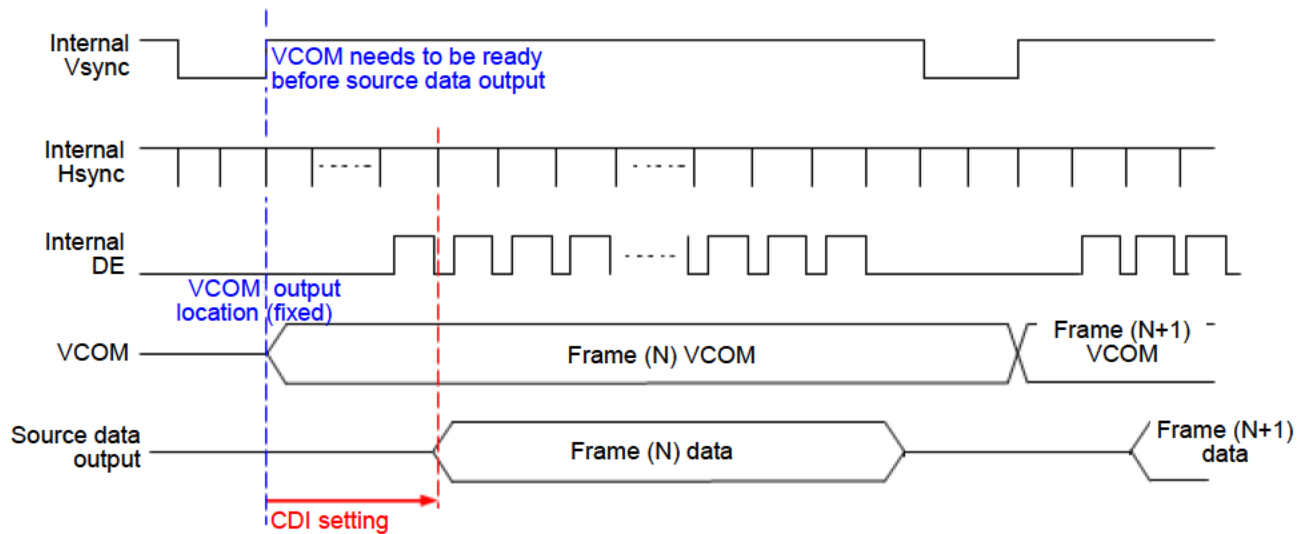 Internal
Vsync
VCOM needs to be ready
before source data output
Internal
Hsync
Internal
DE
VCOM output
location (fixed)
VCOM
Frame (N) VCOM
Frame (N+1)
VCOM
Source data
output
Frame (N) data
Frame (N+1)
data
CDI setting